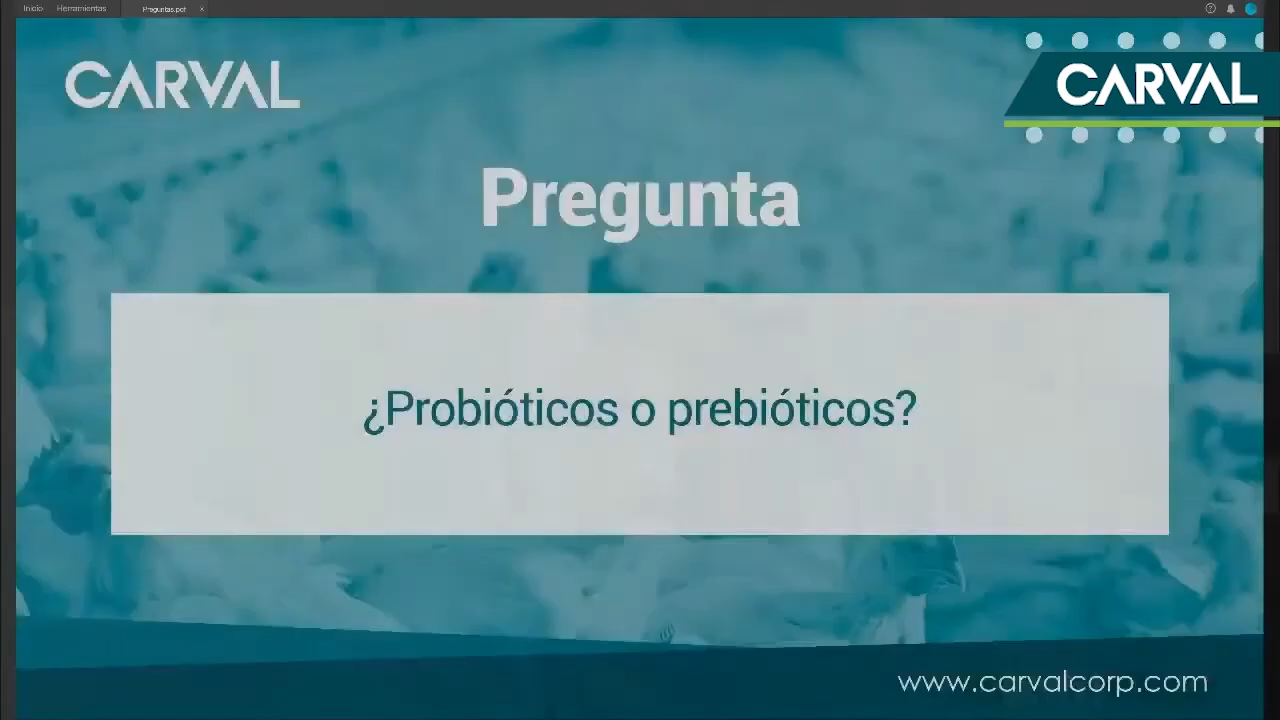 Inicio Herramientas Preguntas.pdf x
CARVAL
CARVAL
Pregunta
¿Probióticos o prebióticos?
www.carvalcorp.com